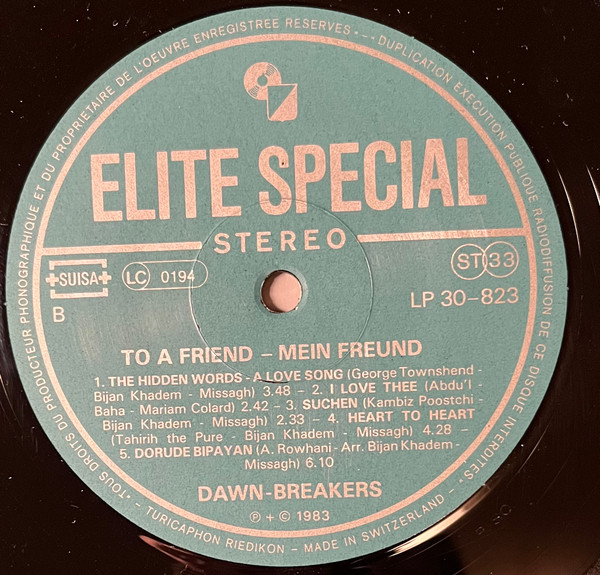 TOUS DROITS DU PRODUCTEUR PHONOGRAPHIQUE ET DU PROPRIETAIRE DE L'OEUVRE ENREGISTREE RESERVES • -- DUPLICATION EXECUTION PUBLIQUE RADIODIFFUSION DE CE DISQUE INTERDITES •
ELITE SPECIAL
STEREO
SUISA
LC 0194
ST 33
B
LP 30-823
TO A FRIEND – MEIN FREUND
1. THE HIDDEN WORDS - A LOVE SONG (George Townshend -
Bijan Khadem - Missagh) 3.48 – 2. I LOVE THEE (Abdu'l -
Baha - Mariam Colard) 2.42 – 3. SUCHEN (Kambiz Poostchi -
Bijan Khadem - Missagh) 2.33 – 4. HEART TO HEART
(Tahirih the Pure - Bijan Khadem - Missagh) 4.28 –
5. DORUDE BIPAYAN (A. Rowhani - Arr. Bijan Khadem -
Missagh) 6.10
DAWN-BREAKERS
℗ + © 1983
TURICAPHON RIEDIKON – MADE IN SWITZERLAND –